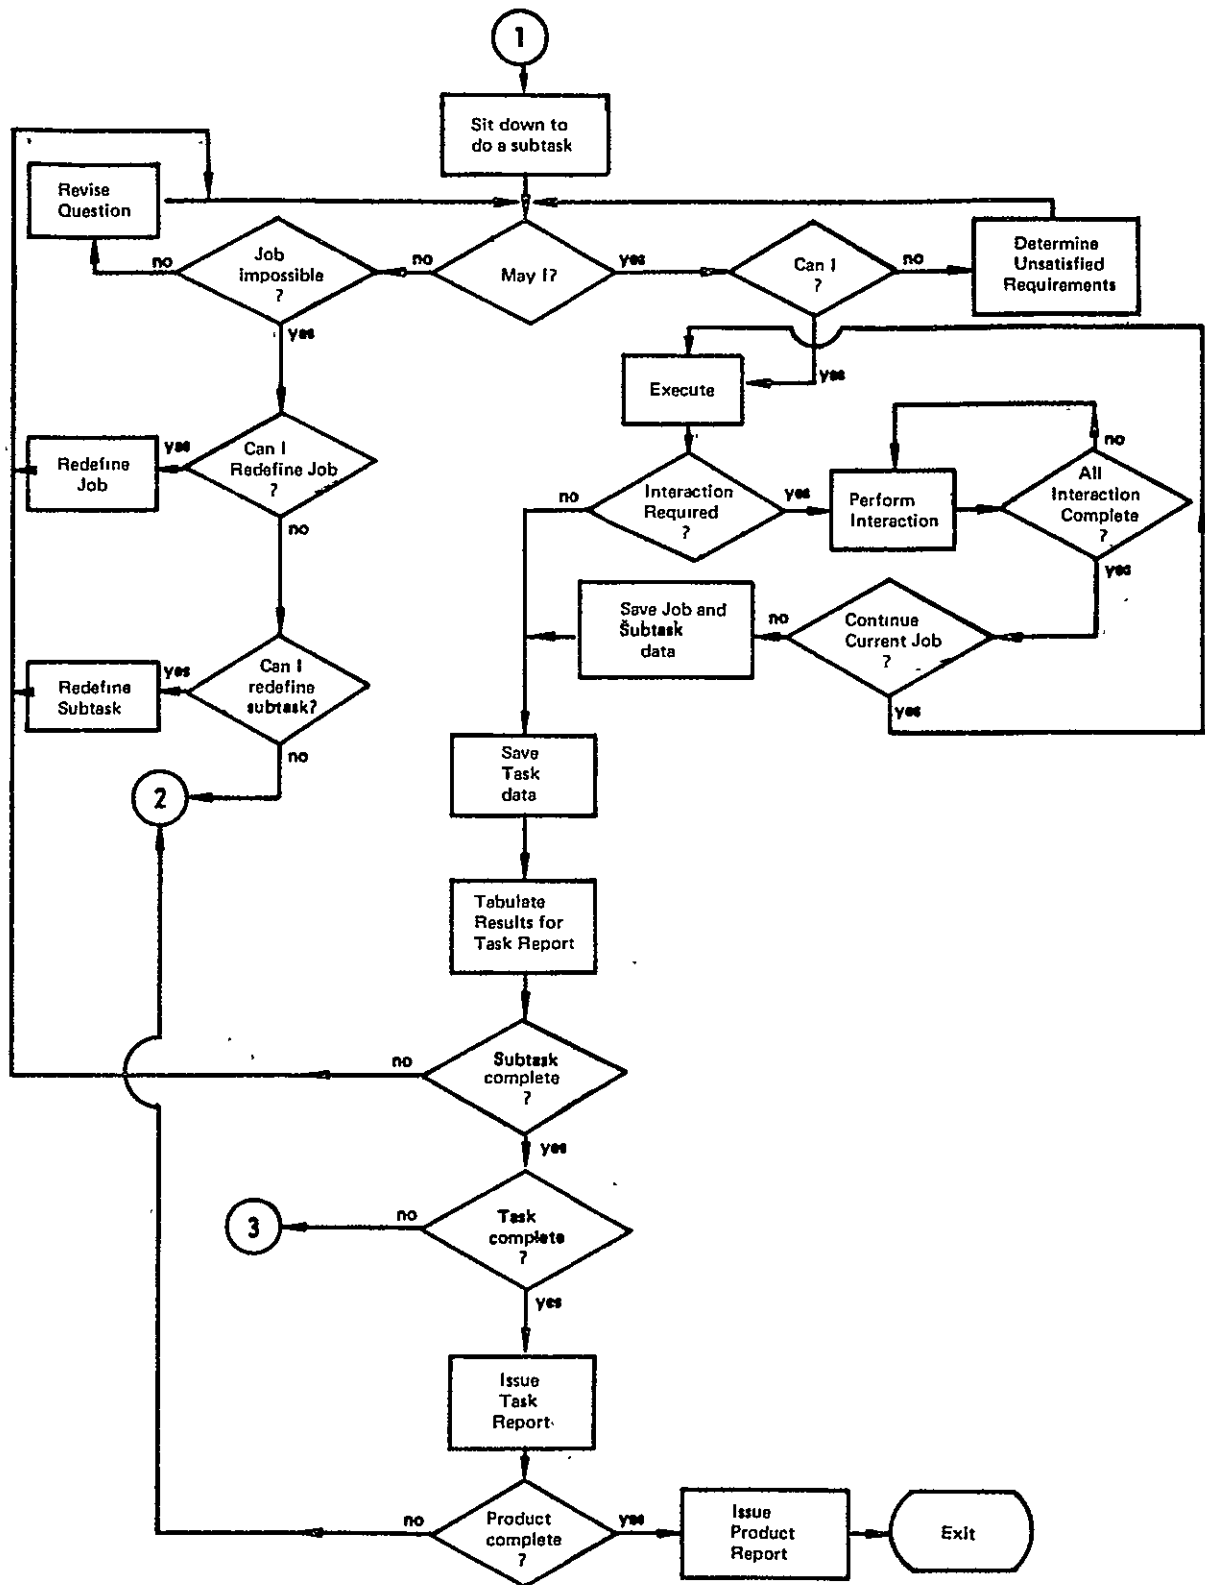 1
Sit down to
do a subtask
Revise
Question
no
Job
impossible
?
no
May I?
yes
Can I
?
no
Determine
Unsatisfied
Requirements
yes
yes
Execute
Redefine
Job
yes
Can I
Redefine Job
?
no
no
Interaction
Required
?
yes
Perform
Interaction
no
All
Interaction
Complete
?
yes
Save Job and
Subtask
data
no
Continue
Current Job
?
yes
Redefine
Subtask
yes
Can I
redefine
subtask?
no
2
Save
Task
data
Tabulate
Results for
Task Report
no
Subtask
complete
?
yes
3
no
Task
complete
?
yes
Issue
Task
Report
no
Product
complete
?
yes
Issue
Product
Report
Exit